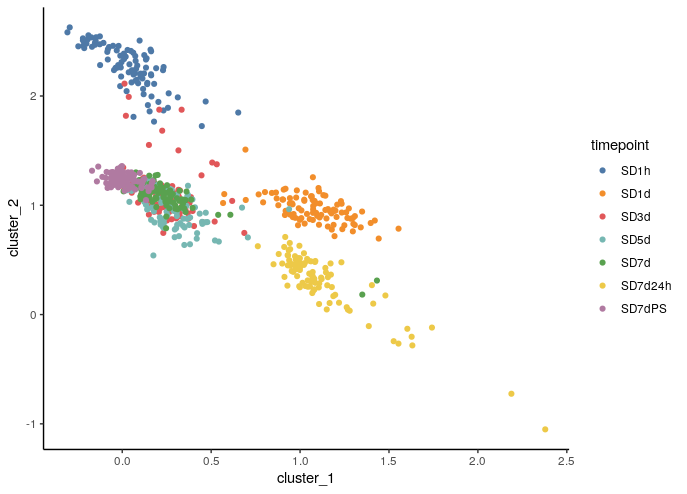 timepoint
SD1h
SD1d
SD3d
SD5d
SD7d
SD7d24h
SD7dPS
cluster_2
2
1
0
-1
0.0
0.5
1.0
1.5
2.0
2.5
cluster_1